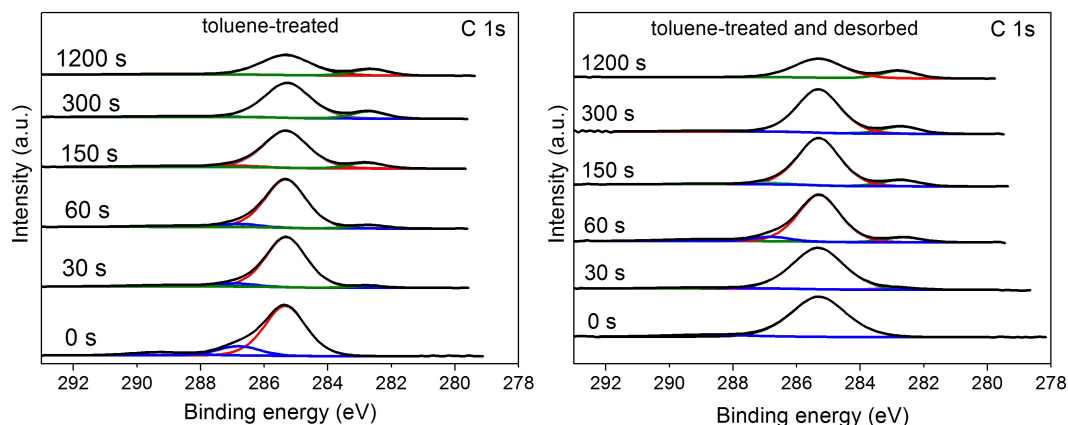 toluene-treated
C 1s
1200 s
300 s
150 s
60 s
30 s
0 s
Intensity (a.u.)
292 290 288 286 284 282 280 278
Binding energy (eV)
toluene-treated and desorbed
C 1s
1200 s
300 s
150 s
60 s
30 s
0 s
Intensity (a.u.)
292 290 288 286 284 282 280 278
Binding energy (eV)